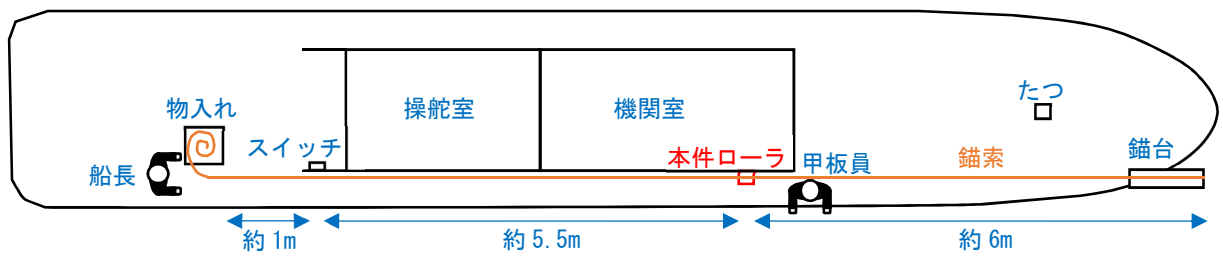 たつ
物入れ
操舵室
機関室
スイッチ
本件ローラ
甲板員
錨索
錨台
船長
約 1m
約 5.5m
約 6m